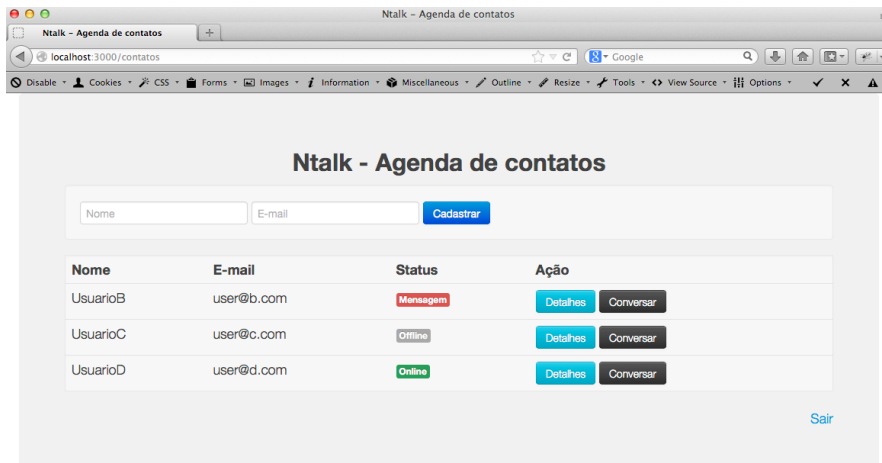 Ntalk - Agenda de contatos
Ntalk - Agenda de contatos
localhost:3000/contatos Google
Disable Cookies CSS Forms Images Information Miscellaneous Outline Resize Tools View Source Options
Ntalk - Agenda de contatos
Nome E-mail Cadastrar
Nome E-mail Status Ação
UsuarioB user@b.com Mensagem Detalhes Conversar
UsuarioC user@c.com Offline Detalhes Conversar
UsuarioD user@d.com Online Detalhes Conversar
Sair